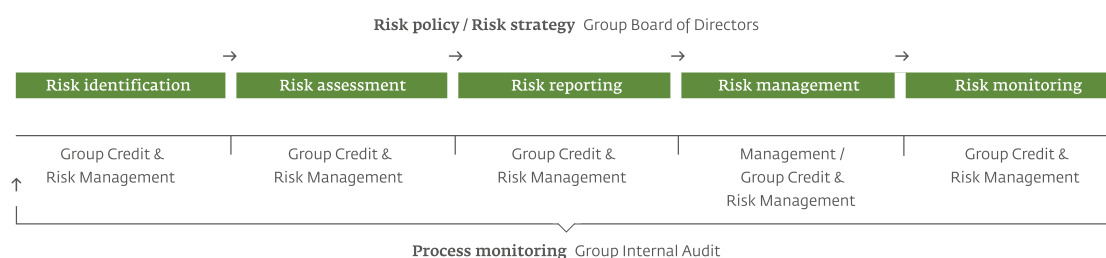 Risk policy / Risk strategy Group Board of Directors
Risk identification
Risk assessment
Risk reporting
Risk management
Risk monitoring
Group Credit &
Risk Management
Group Credit &
Risk Management
Group Credit &
Risk Management
Management /
Group Credit &
Risk Management
Group Credit &
Risk Management
Process monitoring Group Internal Audit